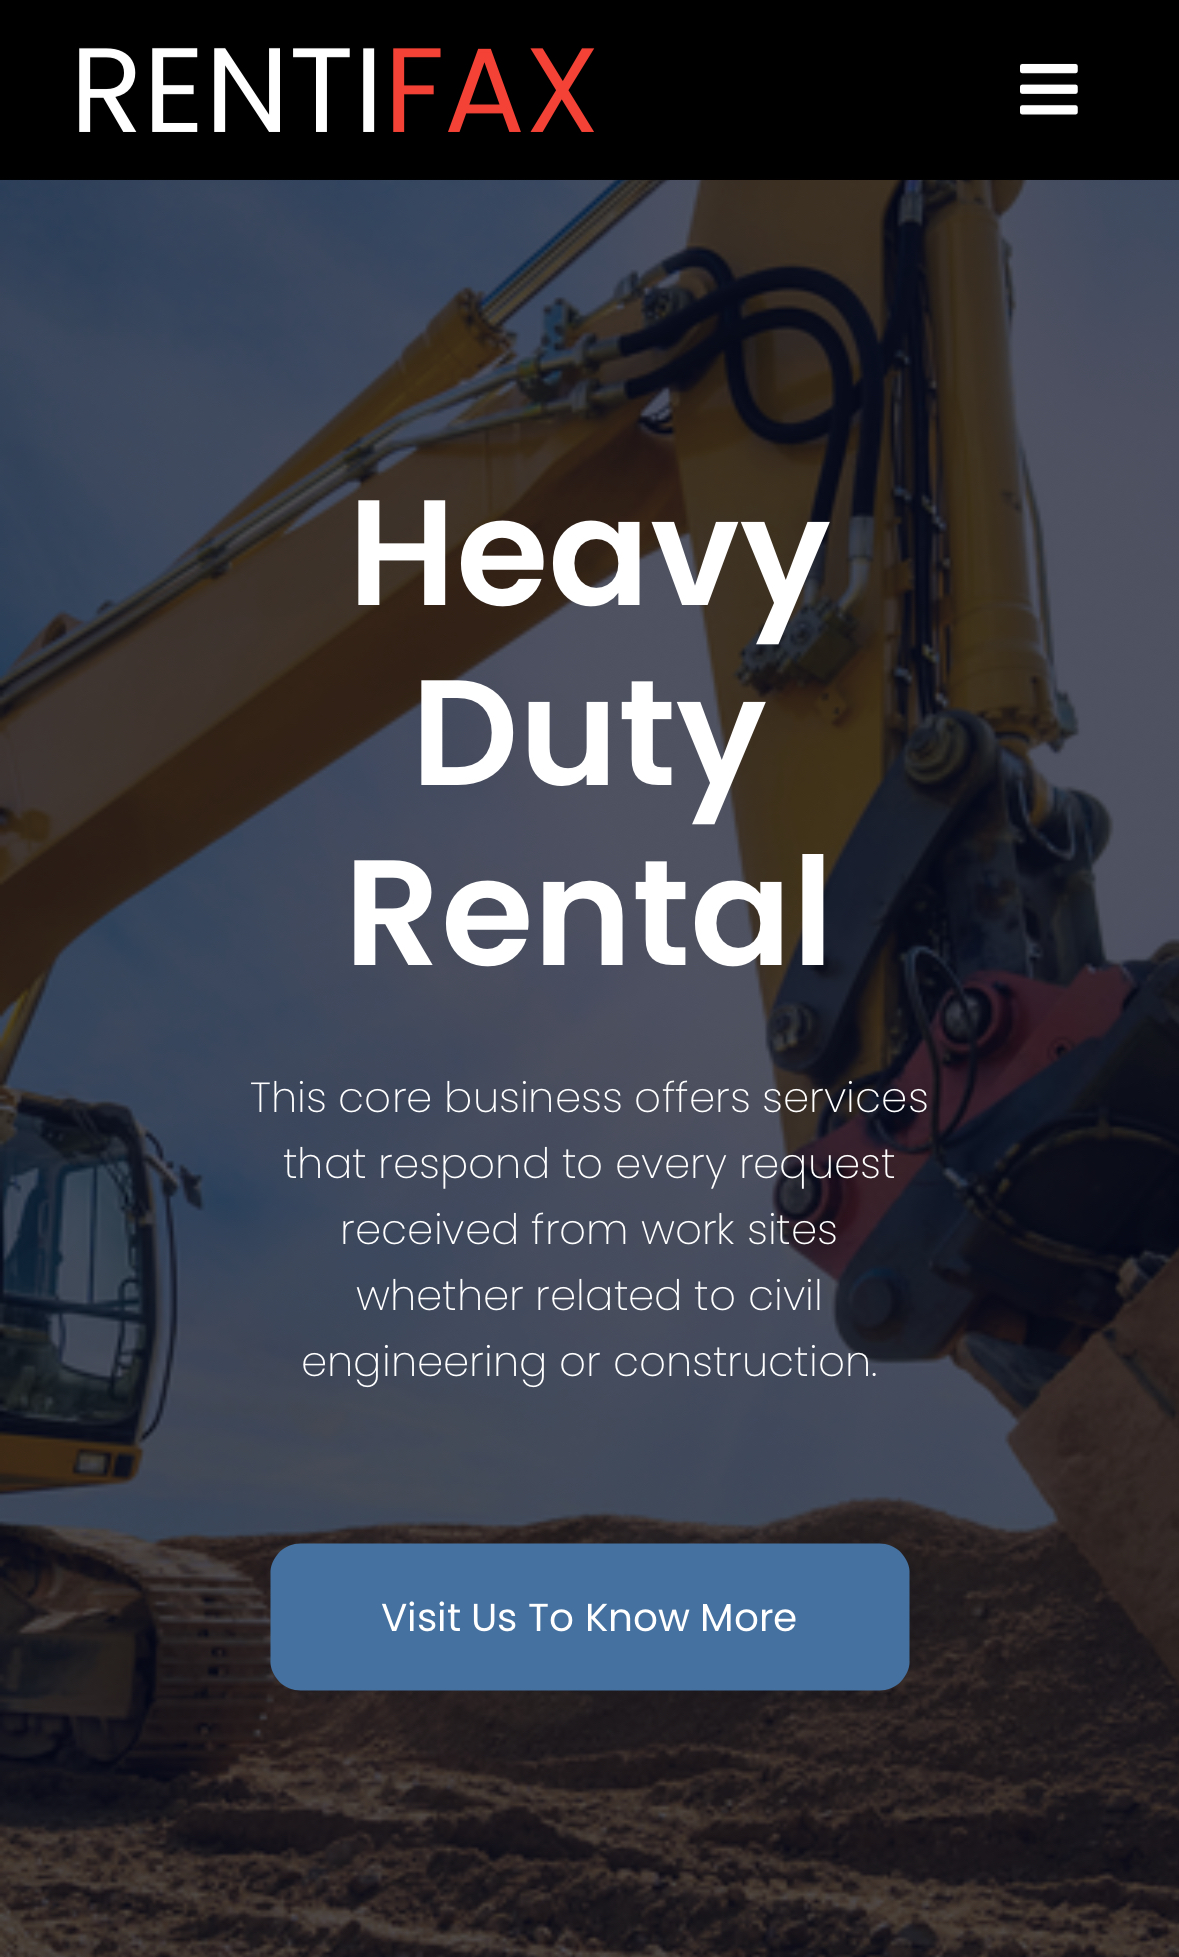 RENTIFAX
Heavy
Duty
Rental
This core business offers services
that respond to every request
received from work sites
whether related to civil
engineering or construction.
Visit Us To Know More